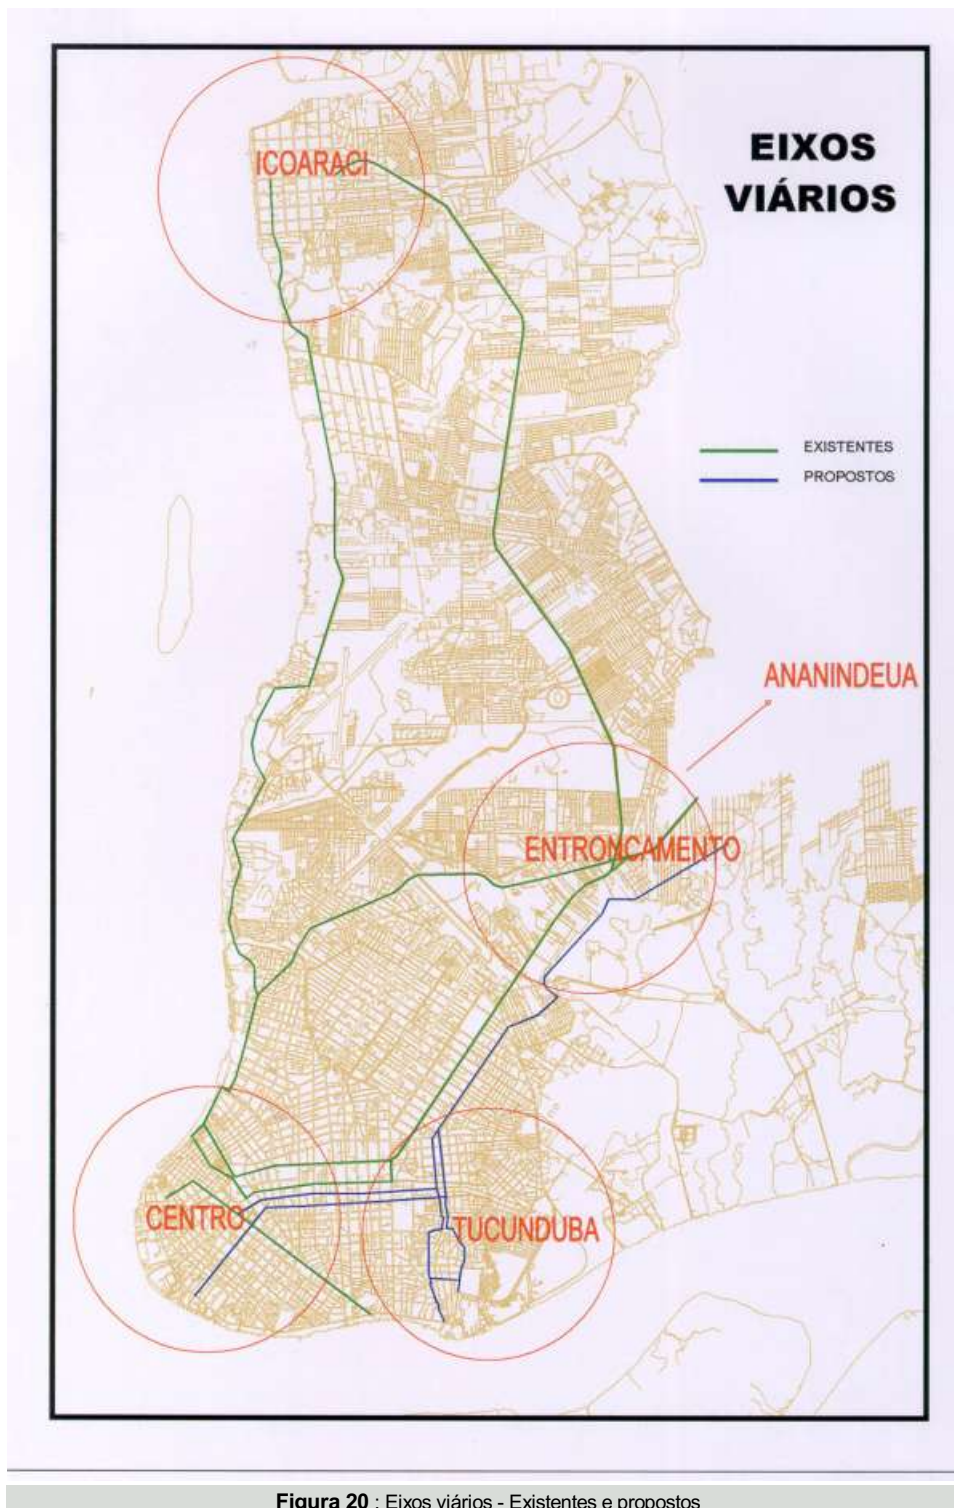 EIXOS
VIÁRIOS
ICOARACI
EXISTENTES
PROPOSTOS
ANANINDEUA
ENTRONCAMENTO
CENTRO
TUCUNDUBA
Figura 20 : Eixos viários - Existentes e propostos